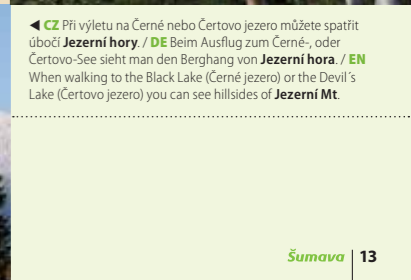 ◄ CZ Při výletu na Černé nebo Čertovo jezero můžete spatřit
úbočí Jezerní hory. / DE Beim Ausflug zum Černé-, oder
Čertovo-See sieht man den Berghang von Jezerní hora. / EN
When walking to the Black Lake (Černé jezero) or the Devil´s
Lake (Čertovo jezero) you can see hillsides of Jezerní Mt.
Šumava | 13